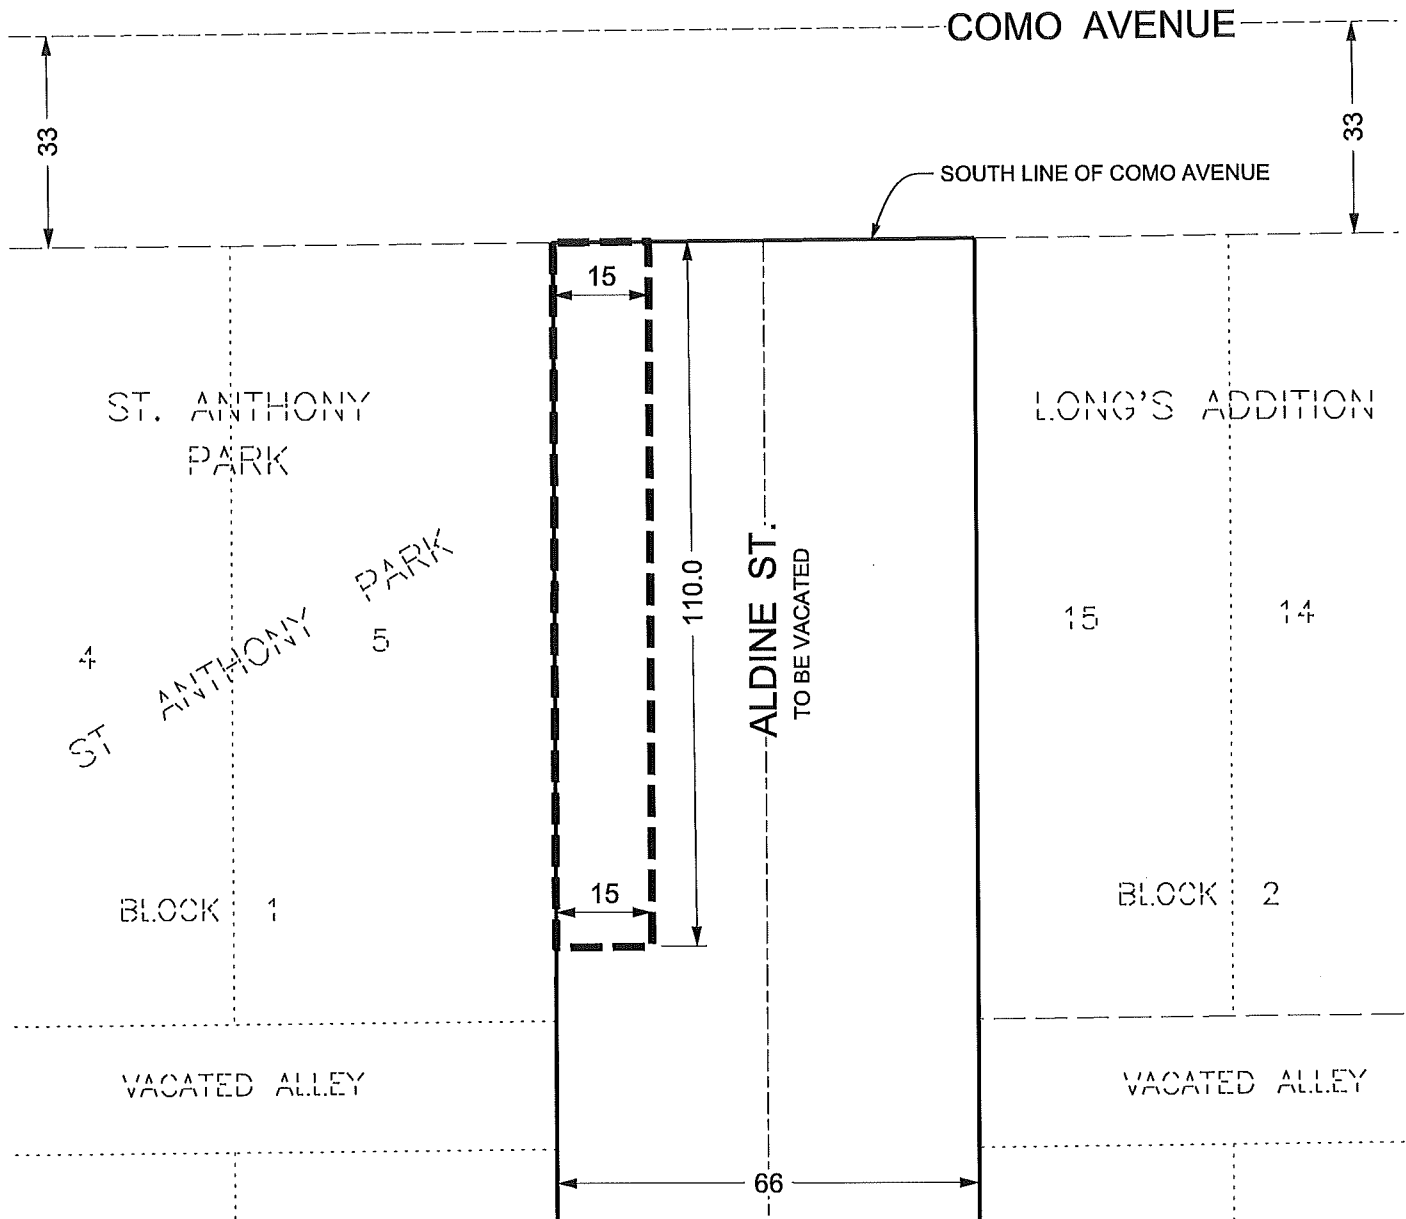 COMO AVENUE
33
33
SOUTH LINE OF COMO AVENUE
15
ST. ANTHONY
PARK
LONG'S ADDITION
ST ANTHONY PARK
110.0
ALDINE ST.
TO BE VACATED
4
5
15
14
15
BLOCK 1
BLOCK 2
VACATED ALLEY
VACATED ALLEY
66